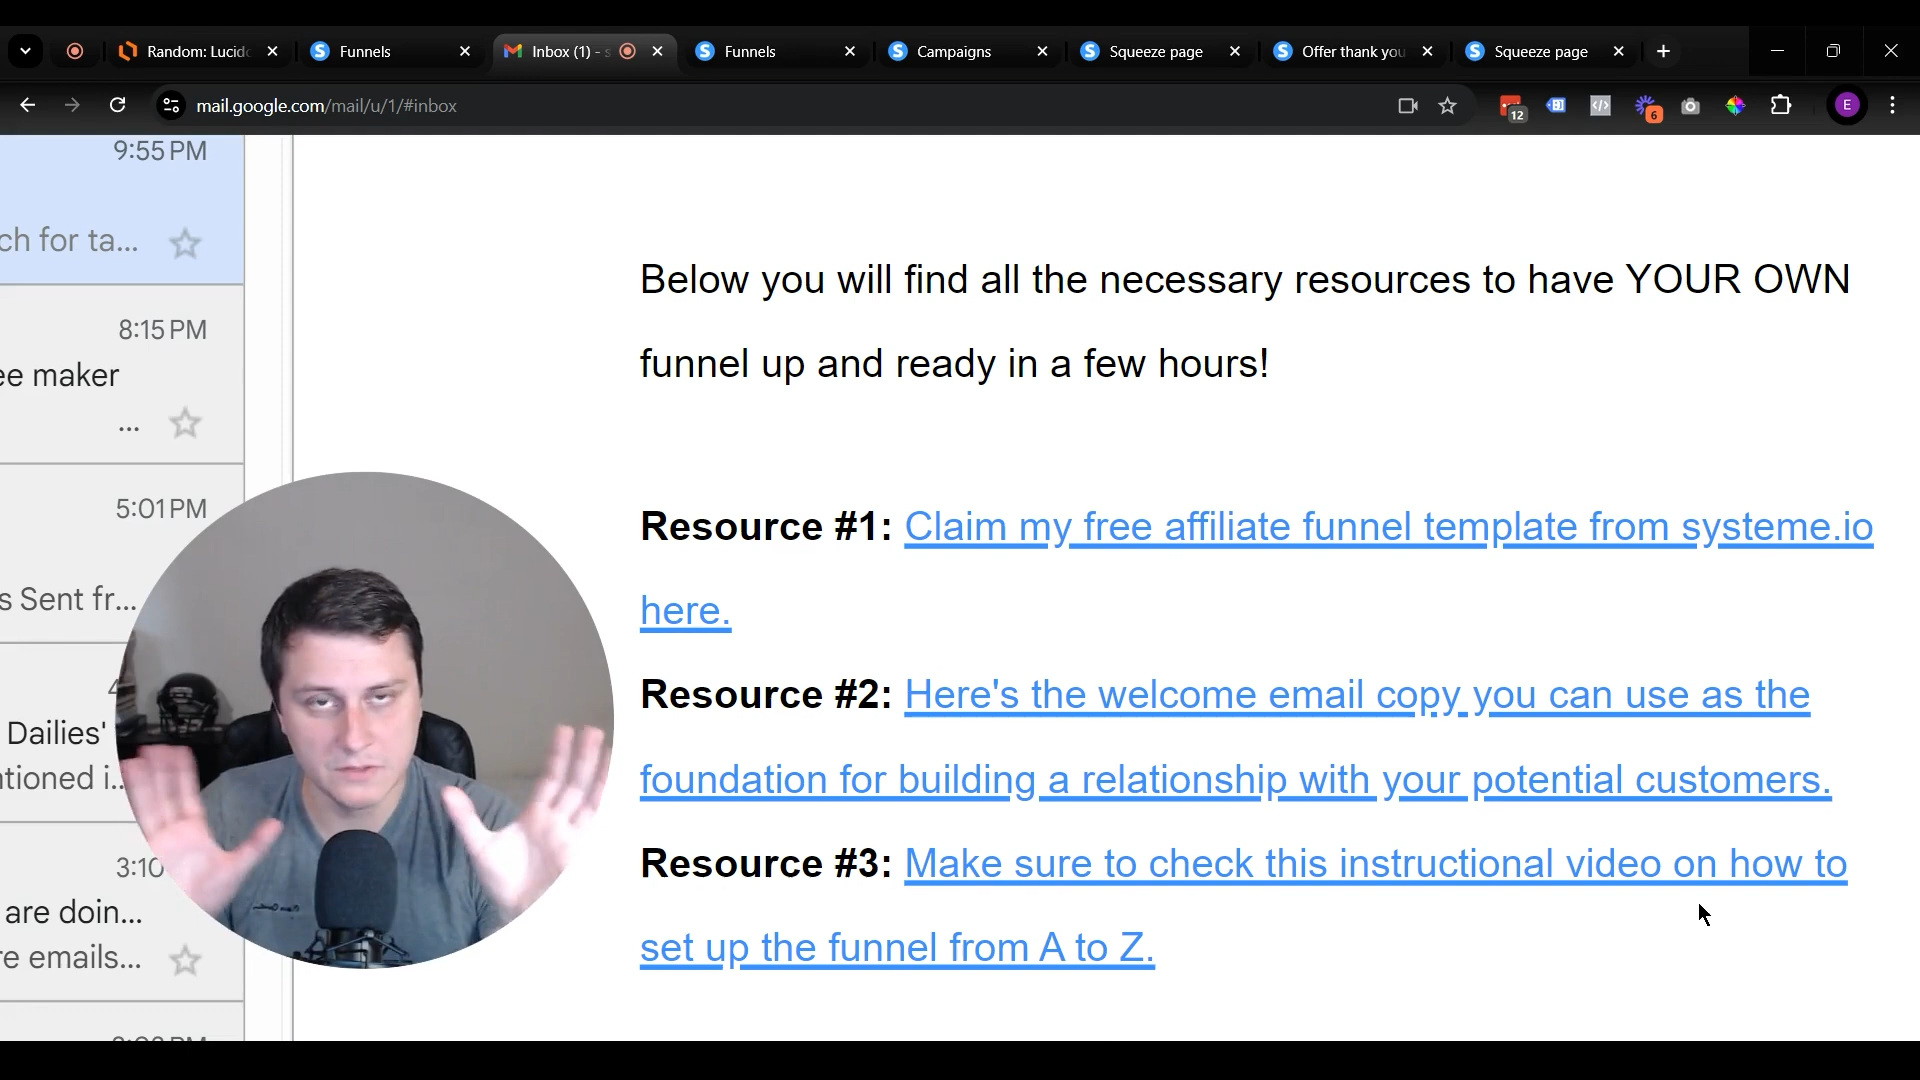 Random: Lucid
Funnels
Inbox (1) - s
Funnels
Campaigns
Squeeze page
Offer thank you
Squeeze page
mail.google.com/mail/u/1/#inbox
12
6
E
9:55 PM
ch for ta...
8:15 PM
ee maker
...
5:01 PM
s Sent fr...
Dailies'
ntioned i...
3:10
are doin...
re emails...
Below you will find all the necessary resources to have YOUR OWN
funnel up and ready in a few hours!
Resource #1: Claim my free affiliate funnel template from systeme.io
here.
Resource #2: Here's the welcome email copy you can use as the
foundation for building a relationship with your potential customers.
Resource #3: Make sure to check this instructional video on how to
set up the funnel from A to Z.